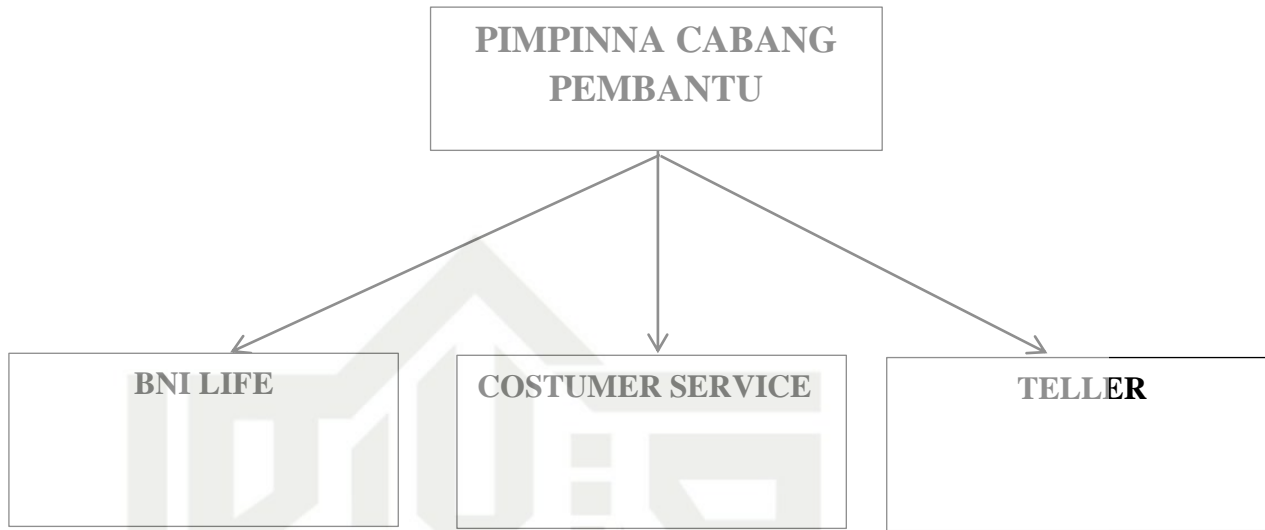 PIMPINNA CABANG
PEMBANTU
BNI LIFE
COSTUMER SERVICE
TELLER